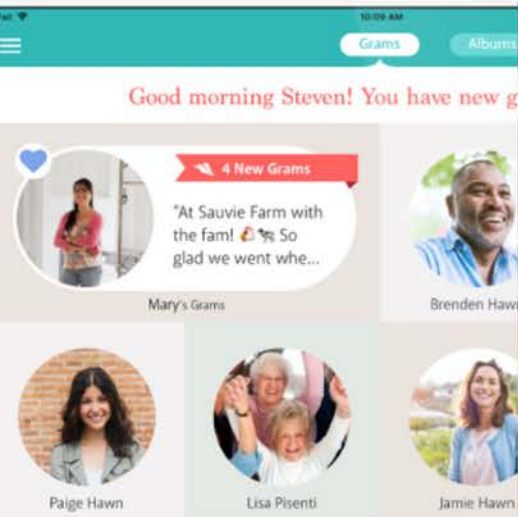 10:09 AM
Grams
Albums
Good morning Steven! You have new g
4 New Grams
"At Sauvie Farm with
the fam! 🐔🐄 So
glad we went whe...
Mary's Grams
Brenden Hawn
Paige Hawn
Lisa Pisenti
Jamie Hawn